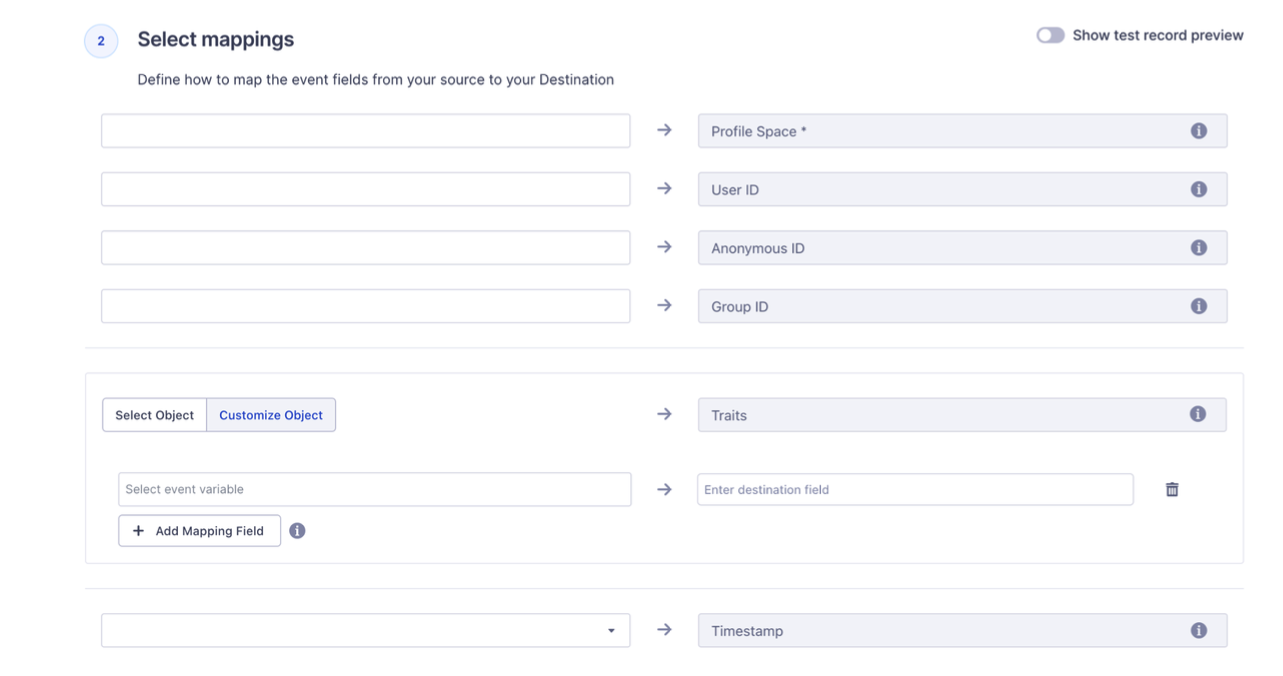 2
Select mappings
Show test record preview
Define how to map the event fields from your source to your Destination
Profile Space *
User ID
Anonymous ID
Group ID
Select Object
Customize Object
Traits
Select event variable
Enter destination field
+ Add Mapping Field
Timestamp